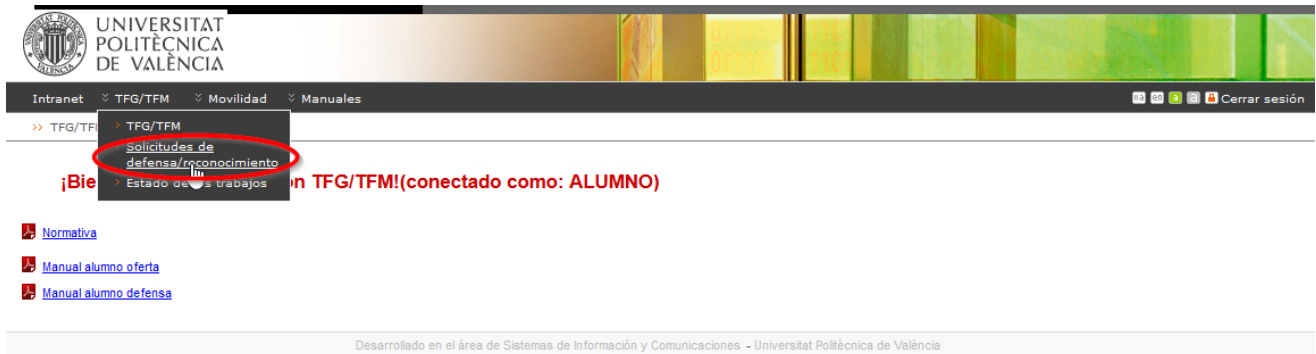 UNIVERSITAT
POLITÈCNICA
DE VALÈNCIA
Intranet TFG/TFM Movilidad Manuales
va en a a Cerrar sesión
>> TFG/TF
TFG/TFM
Solicitudes de
defensa/reconocimiento
Estado de s trabajos
¡Bie n TFG/TFM!(conectado como: ALUMNO)
Normativa
Manual alumno oferta
Manual alumno defensa
Desarrollado en el área de Sistemas de Información y Comunicaciones - Universitat Politècnica de València